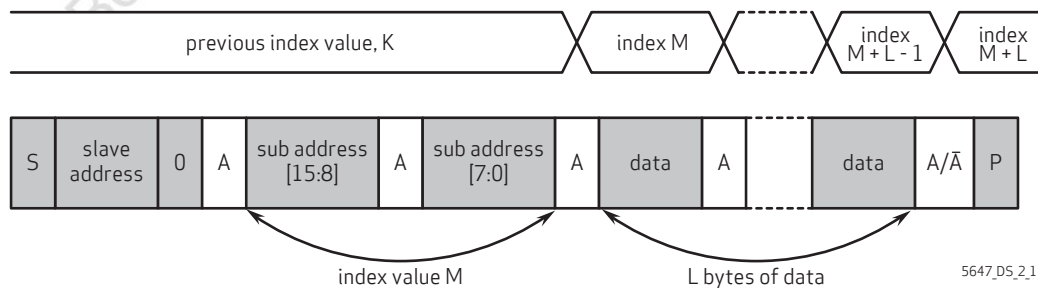 previous index value, K
index M
index
M + L - 1
index
M + L
S
slave
address
0
A
sub address
[15:8]
A
sub address
[7:0]
A
data
A
data
A/Ā
P
index value M
L bytes of data